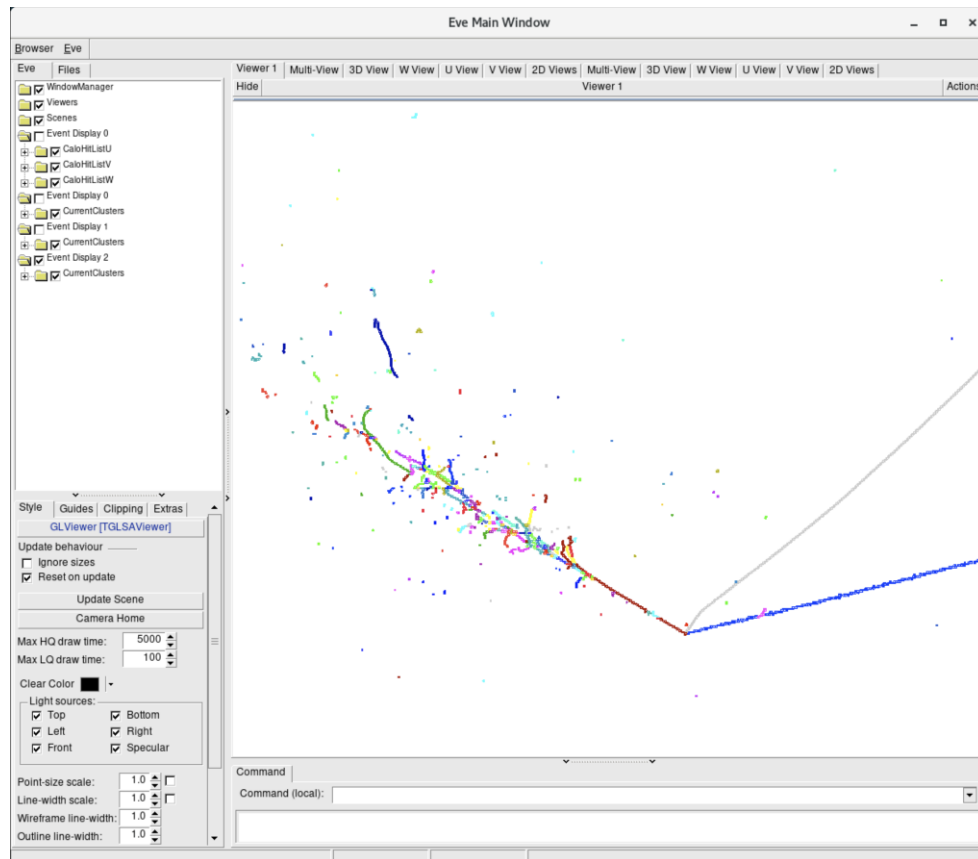 Eve Main Window
Browser Eve
Eve Files
WindowManager
Viewers
Scenes
Event Display 0
CaloHitListU
CaloHitListV
CaloHitListW
Event Display 0
CurrentClusters
Event Display 1
CurrentClusters
Event Display 2
CurrentClusters
Style Guides Clipping Extras
GLViewer [TGLSAViewer]
Update behaviour
Ignore sizes
Reset on update
Update Scene
Camera Home
Max HQ draw time: 5000
Max LQ draw time: 100
Clear Color
Light sources:
Top Bottom
Left Right
Front Specular
Point-size scale: 1.0
Line-width scale: 1.0
Wireframe line-width: 1.0
Outline line-width: 1.0
Viewer 1 Multi-View 3D View W View U View V View 2D Views Multi-View 3D View W View U View V View 2D Views
Hide Viewer 1 Actions
Command
Command (local):